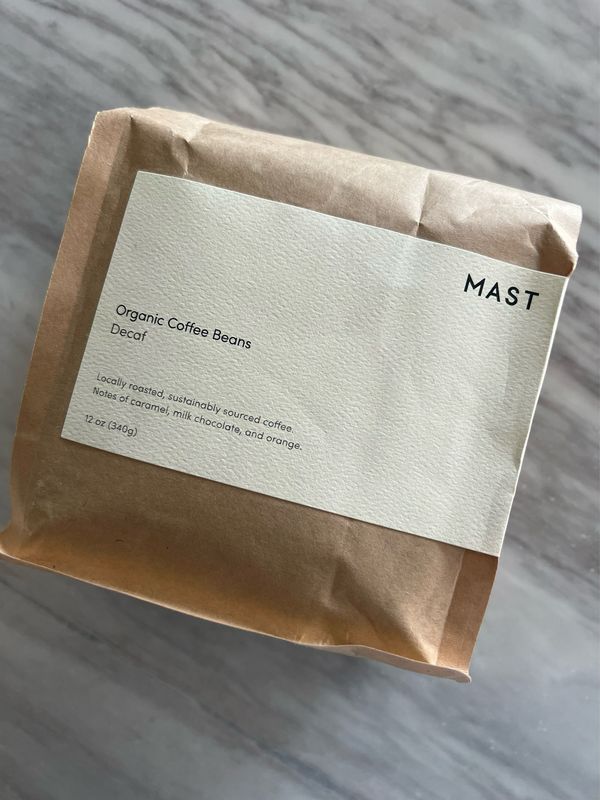 MAST
Organic Coffee Beans
Decaf
Locally roasted, sustainably sourced coffee.
Notes of caramel, milk chocolate, and orange.
12 oz (340g)